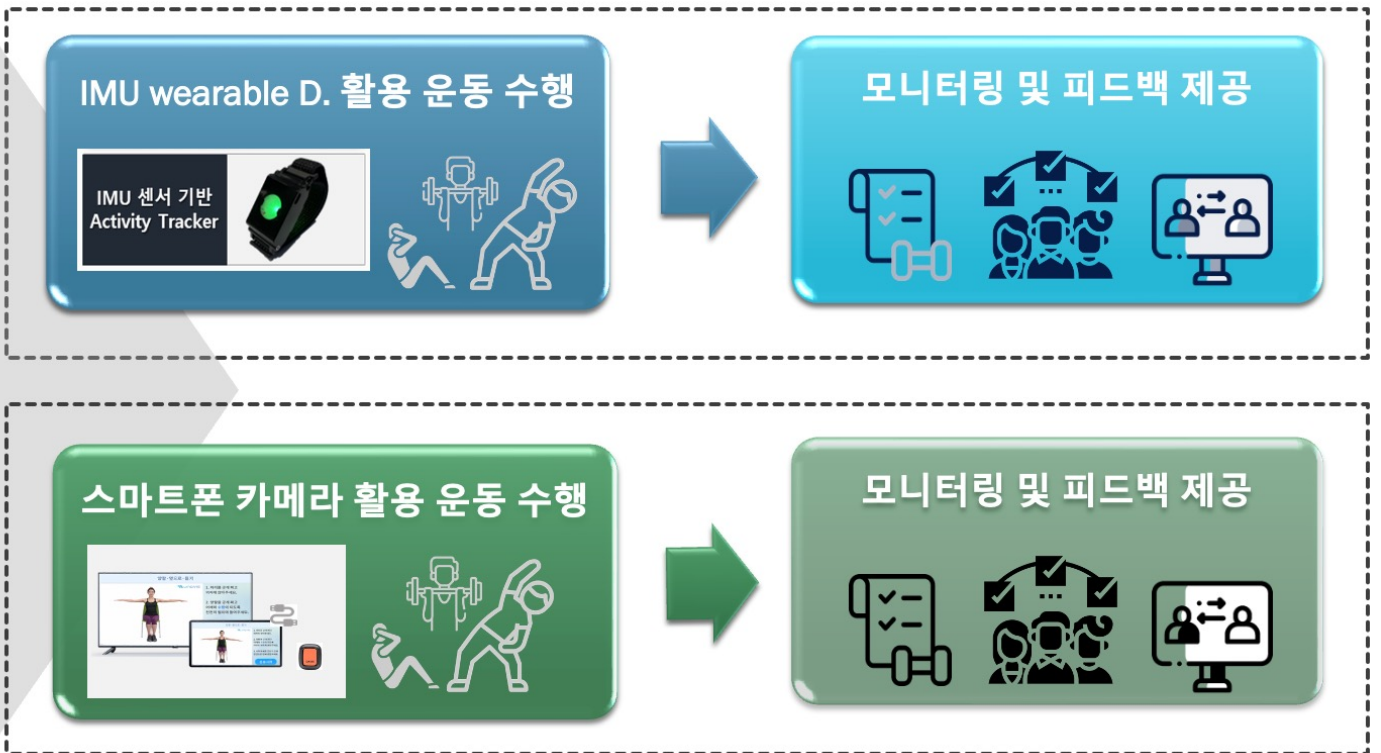 IMU wearable D. 활용 운동 수행
IMU 센서 기반
Activity Tracker
모니터링 및 피드백 제공
스마트폰 카메라 활용 운동 수행
모니터링 및 피드백 제공